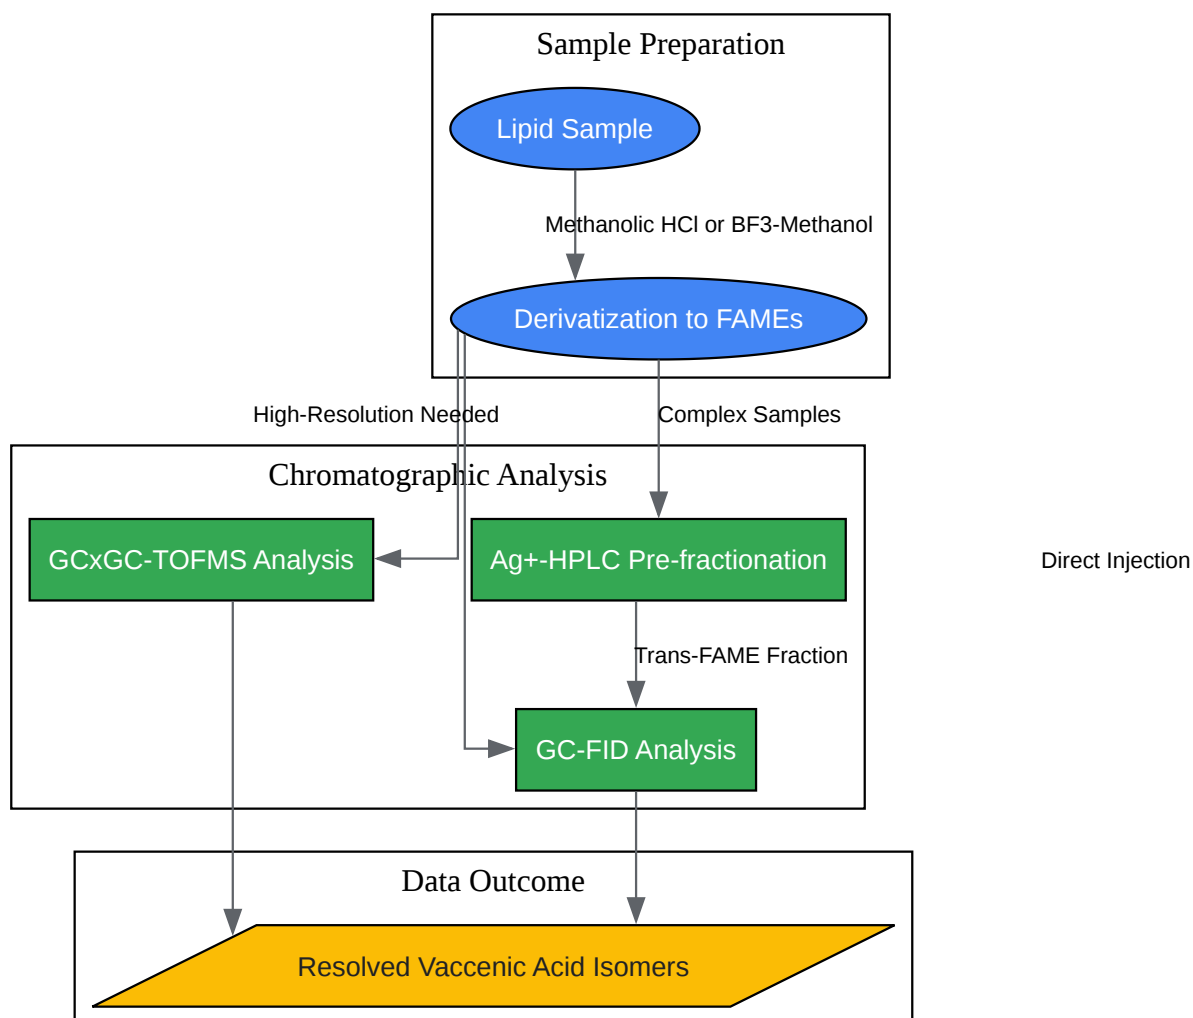 Sample Preparation
Lipid Sample
Methanolic HCl or BF3-Methanol
Derivatization to FAMEs
High-Resolution Needed
Complex Samples
Chromatographic Analysis
GCxGC-TOFMS Analysis
Ag+-HPLC Pre-fractionation
Direct Injection
Trans-FAME Fraction
GC-FID Analysis
Data Outcome
Resolved Vaccenic Acid Isomers